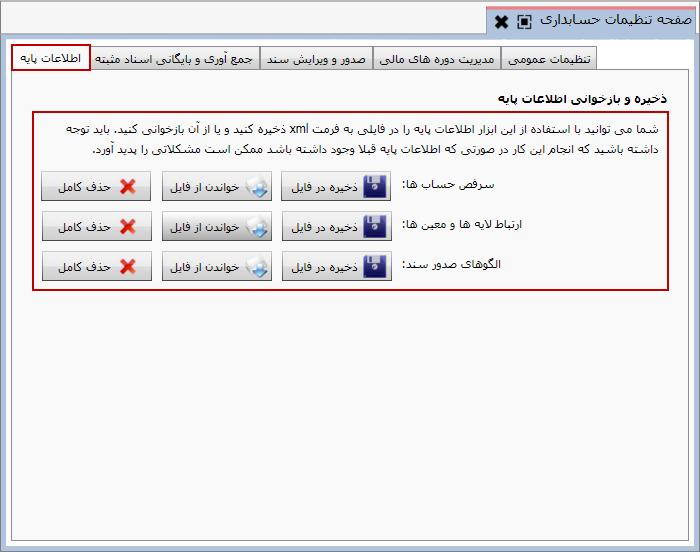 صفحه تنظیمات حسابداری
تنظیمات عمومی
مدیریت دوره های مالی
صدور و ویرایش سند
جمع آوری و بایگانی اسناد مثبته
اطلاعات پایه
ذخیره و بازخوانی اطلاعات پایه
شما می توانید با استفاده از این ابزار اطلاعات پایه را در فایلی به فرمت xml ذخیره کنید و یا از آن بازخوانی کنید. باید توجه
داشته باشید که انجام این کار در صورتی که اطلاعات پایه قبلا وجود داشته باشد ممکن است مشکلاتی را پدید آورد.
سرفص حساب ها: ذخیره در فایل خواندن از فایل حذف کامل
ارتباط لایه ها و معین ها: ذخیره در فایل خواندن از فایل حذف کامل
الگوهای صدور سند: ذخیره در فایل خواندن از فایل حذف کامل